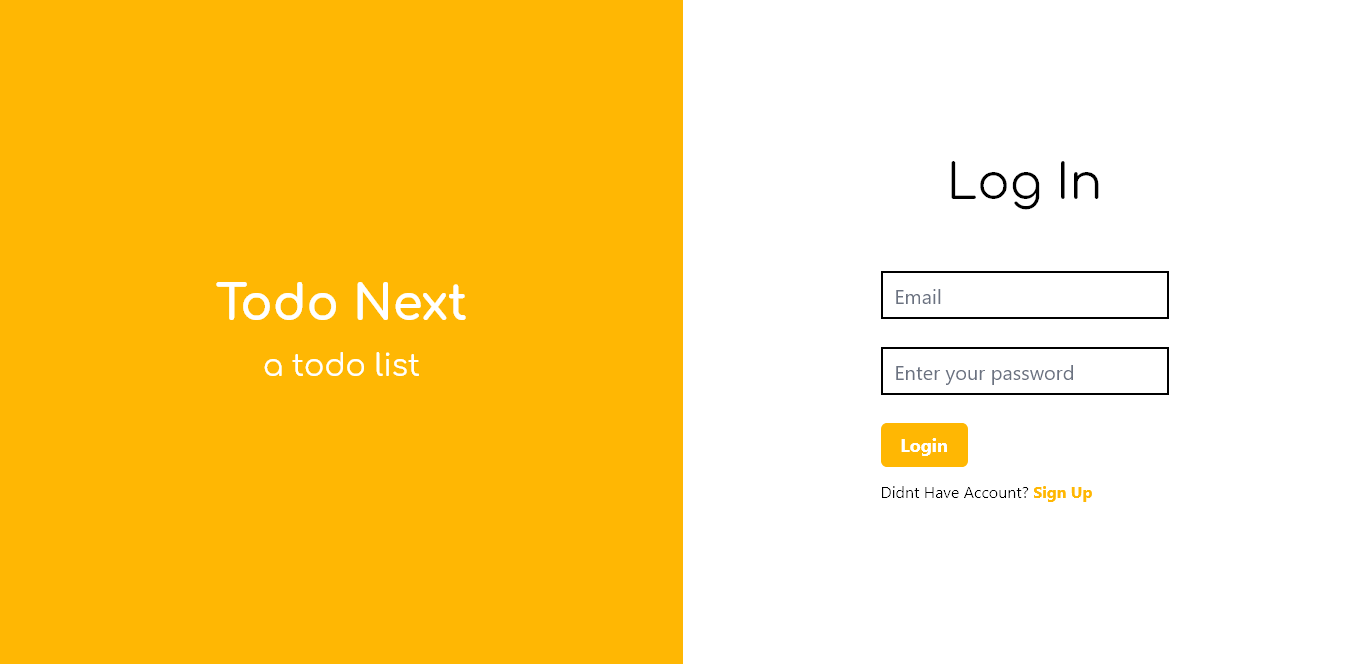 Todo Next
a todo list
Log In
Email
Enter your password
Login
Didnt Have Account? Sign Up